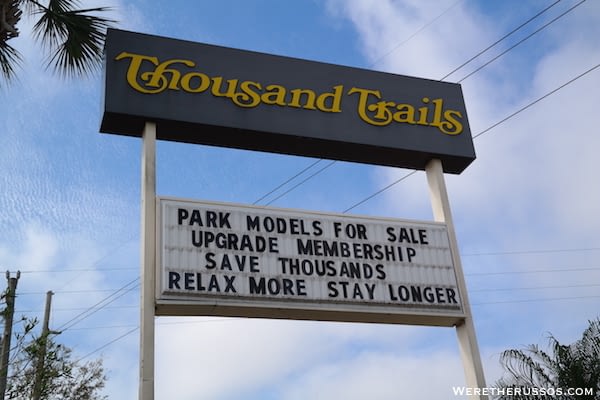 Thousand Trails
PARK MODELS FOR SALE
UPGRADE MEMBERSHIP
SAVE THOUSANDS
RELAX MORE STAY LONGER
WERETHERUSSOS.COM